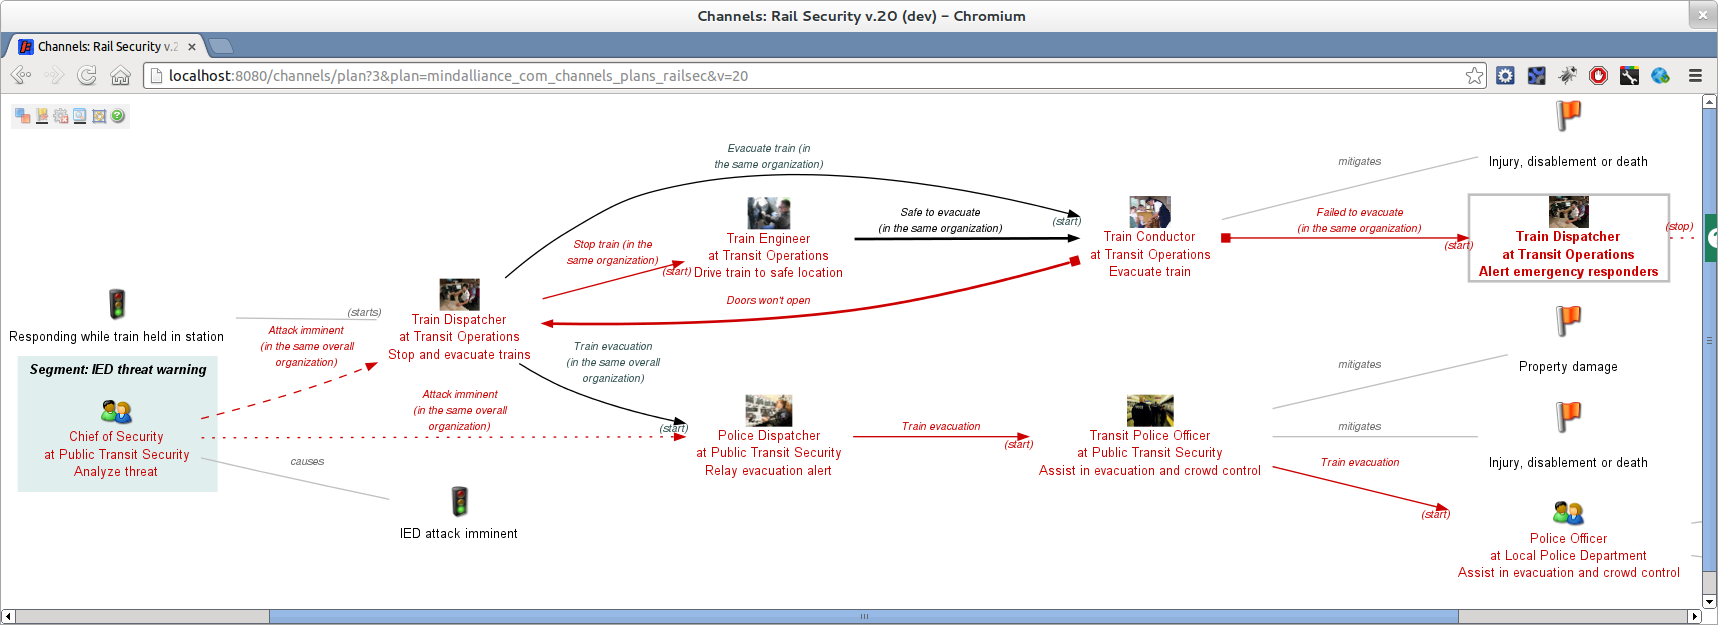 Channels: Rail Security v.20 (dev) - Chromium
Channels: Rail Security v.2
localhost:8080/channels/plan?3&plan=mindalliance_com_channels_plans_railsec&v=20
Responding while train held in station
(starts)
Segment: IED threat warning
Chief of Security
at Public Transit Security
Analyze threat
Attack imminent
(in the same overall
organization)
causes
IED attack imminent
Train Dispatcher
at Transit Operations
Stop and evacuate trains
Attack imminent
(in the same overall
organization)
Evacuate train (in
the same organization)
Stop train (in the
same organization)
(start)
Train Engineer
at Transit Operations
Drive train to safe location
Doors won't open
Train evacuation
(in the same overall
organization)
(start)
Police Dispatcher
at Public Transit Security
Relay evacuation alert
Safe to evacuate
(in the same organization)
(start)
Train Conductor
at Transit Operations
Evacuate train
Train evacuation
(start)
Transit Police Officer
at Public Transit Security
Assist in evacuation and crowd control
mitigates
Injury, disablement or death
Failed to evacuate
(in the same organization)
(start)
Train Dispatcher
at Transit Operations
Alert emergency responders
(stop)
mitigates
Property damage
mitigates
Injury, disablement or death
Train evacuation
(start)
Police Officer
at Local Police Department
Assist in evacuation and crowd control